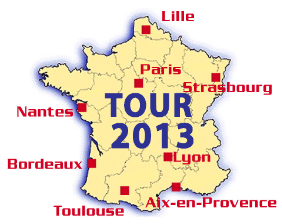 Lille
Paris
Strasbourg
TOUR
Nantes
2013
Bordeaux
Lyon
Aix-en-Provence
Toulouse